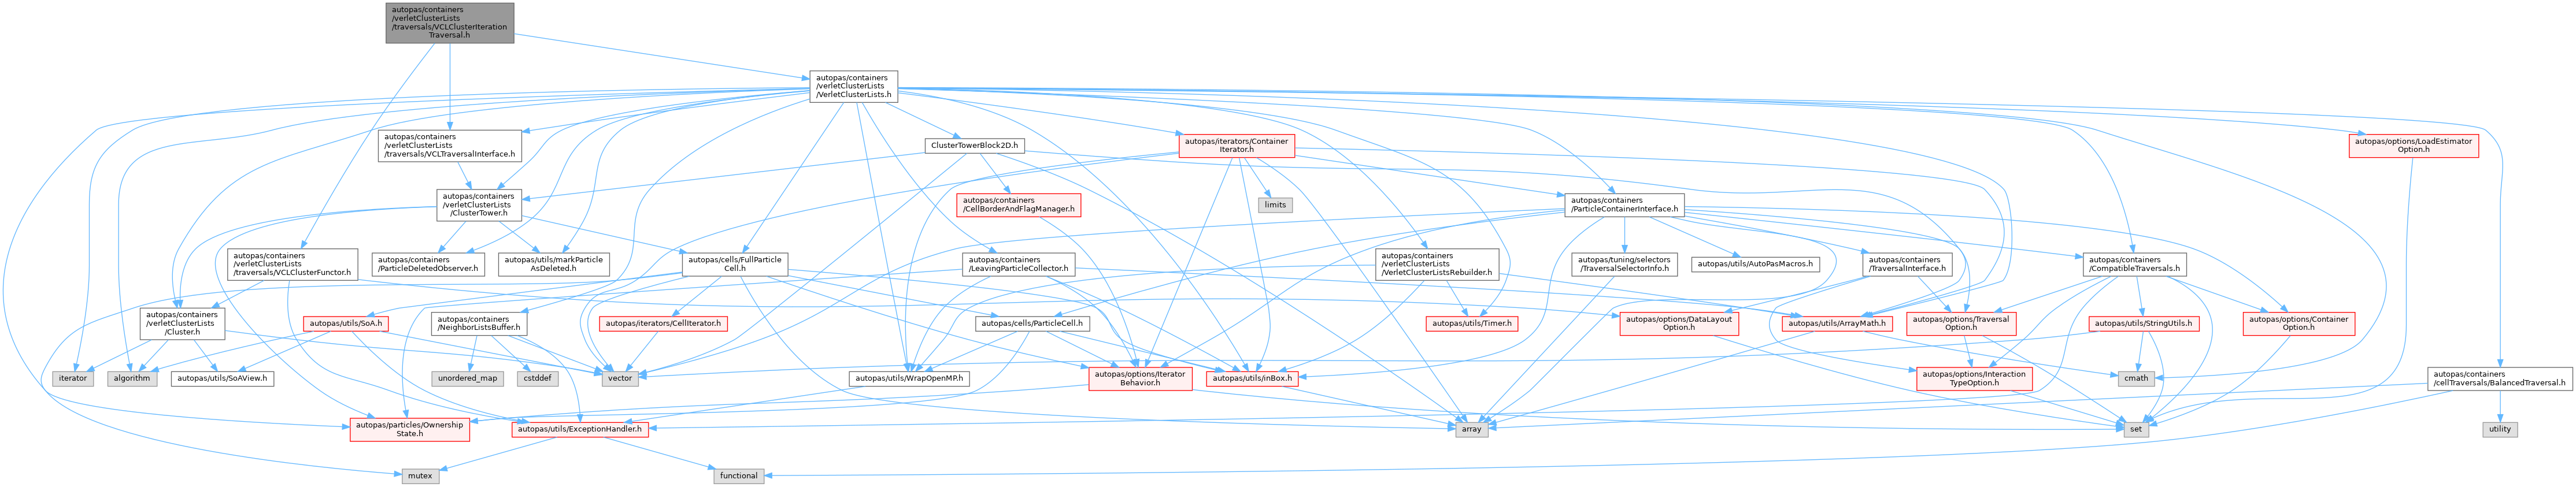 autopas/containers
/verletClusterLists
/traversals/VCLClusterIteration
Traversal.h
autopas/containers
/verletClusterLists
/VerletClusterLists.h
autopas/containers
/verletClusterLists
/traversals/VCLTraversalInterface.h
ClusterTowerBlock2D.h
autopas/iterators/Container
Iterator.h
autopas/options/LoadEstimator
Option.h
autopas/containers
/verletClusterLists
/ClusterTower.h
autopas/containers
/CellBorderAndFlagManager.h
limits
autopas/containers
/ParticleContainerInterface.h
autopas/containers
/verletClusterLists
/traversals/VCLClusterFunctor.h
autopas/containers
/ParticleDeletedObserver.h
autopas/utils/markParticle
AsDeleted.h
autopas/cells/FullParticle
Cell.h
autopas/containers
/LeavingParticleCollector.h
autopas/containers
/verletClusterLists
/VerletClusterListsRebuilder.h
autopas/tuning/selectors
/TraversalSelectorInfo.h
autopas/utils/AutoPasMacros.h
autopas/containers
/TraversalInterface.h
autopas/containers
/CompatibleTraversals.h
autopas/containers
/verletClusterLists
/Cluster.h
autopas/utils/SoA.h
autopas/containers
/NeighborListsBuffer.h
autopas/iterators/CellIterator.h
autopas/cells/ParticleCell.h
autopas/utils/Timer.h
autopas/options/DataLayout
Option.h
autopas/utils/ArrayMath.h
autopas/options/Traversal
Option.h
autopas/utils/StringUtils.h
autopas/options/Container
Option.h
iterator
algorithm
autopas/utils/SoAView.h
unordered_map
cstddef
vector
autopas/utils/WrapOpenMP.h
autopas/options/Iterator
Behavior.h
autopas/utils/inBox.h
autopas/options/Interaction
TypeOption.h
cmath
autopas/containers
/cellTraversals/BalancedTraversal.h
autopas/particles/Ownership
State.h
autopas/utils/ExceptionHandler.h
array
set
utility
mutex
functional